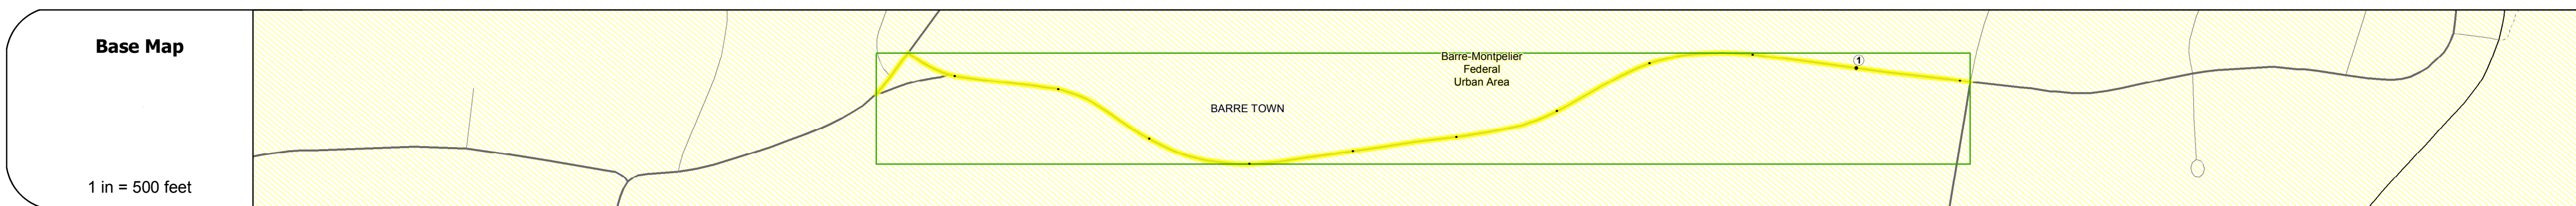 Base Map
1 in = 500 feet
Barre-Montpelier
Federal
Urban Area
BARRE TOWN
1